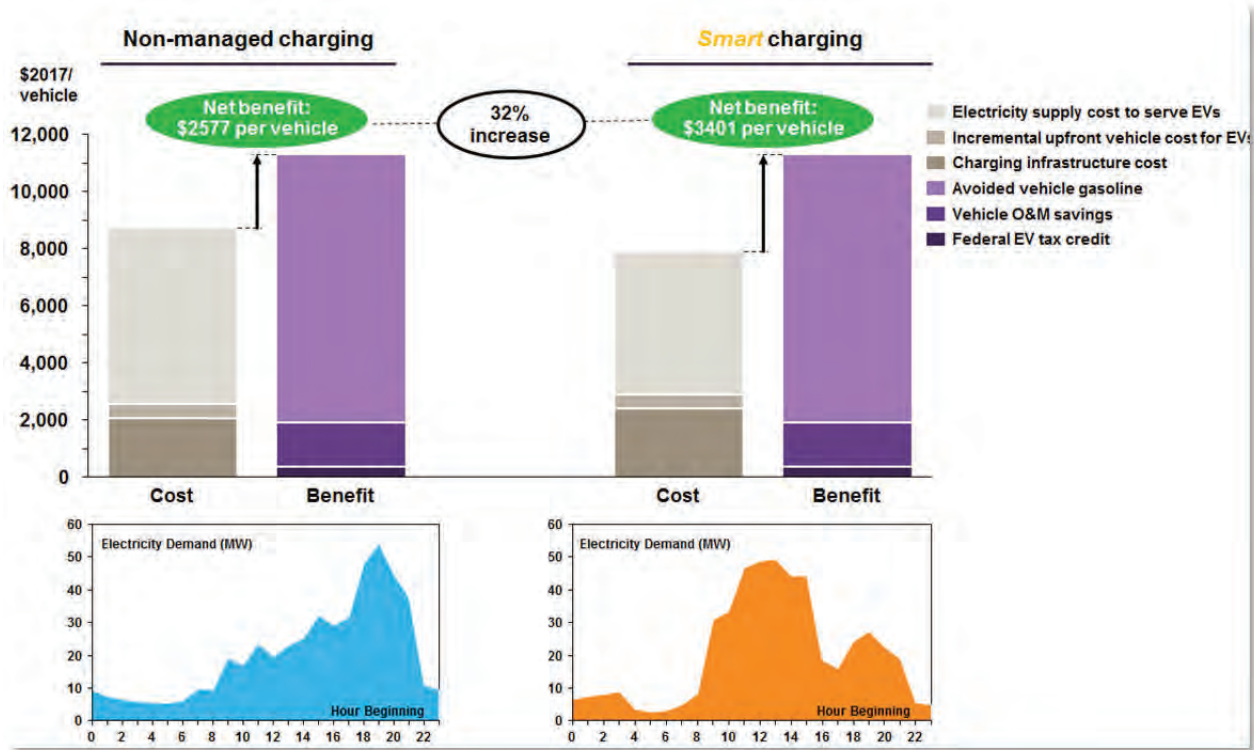 Non-managed charging
Smart charging
$2017/
vehicle
Net benefit:
$2577 per vehicle
32%
increase
Net benefit:
$3401 per vehicle
Electricity supply cost to serve EVs
Incremental upfront vehicle cost for EVs
Charging infrastructure cost
Avoided vehicle gasoline
Vehicle O&M savings
Federal EV tax credit
12,000
10,000
8,000
6,000
4,000
2,000
0
Cost
Benefit
Cost
Benefit
60
50
40
30
20
10
0
Electricity Demand (MW)
Hour Beginning
0 2 4 6 8 10 12 14 16 18 20 22
60
50
40
30
20
10
0
Electricity Demand (MW)
Hour Beginning
0 2 4 6 8 10 12 14 16 18 20 22